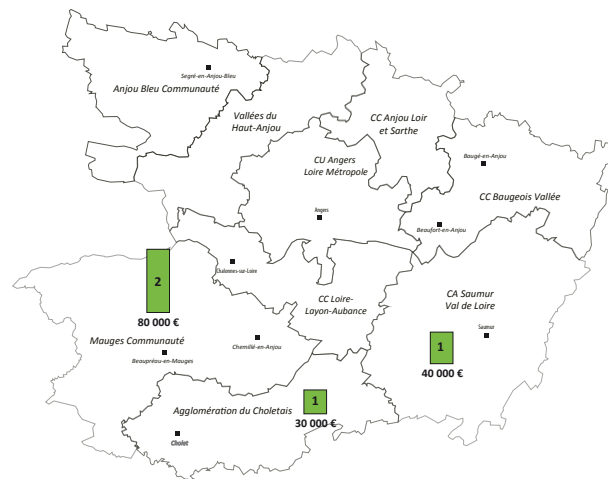 Segré-en-Anjou-Bleu
Anjou Bleu Communauté
Vallées du
Haut-Anjou
CC Anjou Loir
et Sarthe
CU Angers
Loire Métropole
Baugé-en-Anjou
CC Baugeois Vallée
Angers
Beaufort-en-Anjou
Chalonnes-sur-Loire
2
80 000 €
CC Loire-
Layon-Aubance
CA Saumur
Val de Loire
Saumur
1
40 000 €
Mauges Communauté
Chemillé-en-Anjou
Beaupréau-en-Mauges
1
30 000 €
Agglomération du Choletais
Cholet